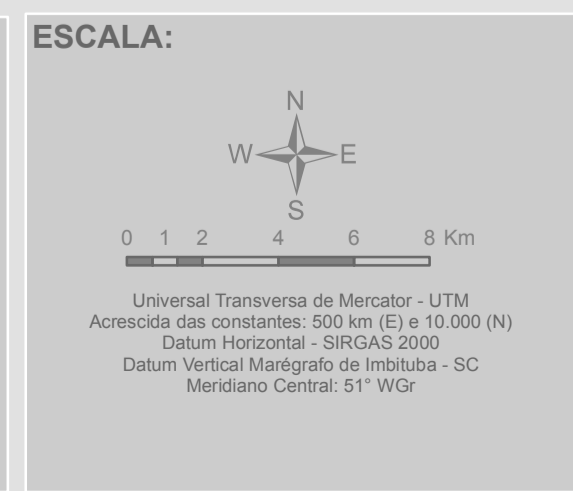 ESCALA:
N
W E
S
0 1 2 4 6 8 Km
Universal Transversa de Mercator - UTM
Acrescida das constantes: 500 km (E) e 10.000 (N)
Datum Horizontal - SIRGAS 2000
Datum Vertical Marégrafo de Imbituba - SC
Meridiano Central: 51° WGr